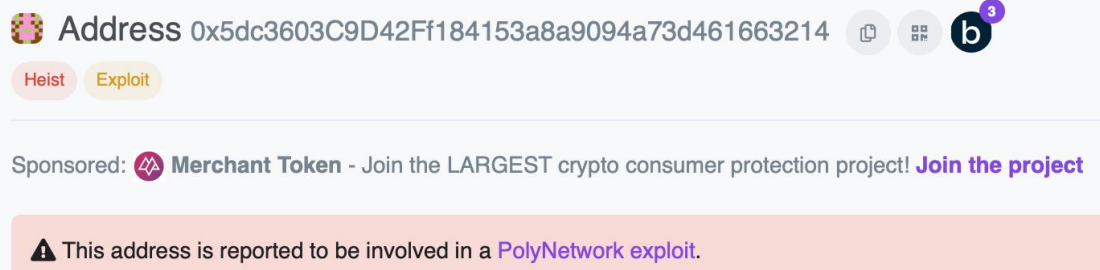 Address 0x5dc3603C9D42Ff184153a8a9094a73d461663214 b 3
Heist Exploit
Sponsored: Merchant Token - Join the LARGEST crypto consumer protection project! Join the project
This address is reported to be involved in a PolyNetwork exploit.